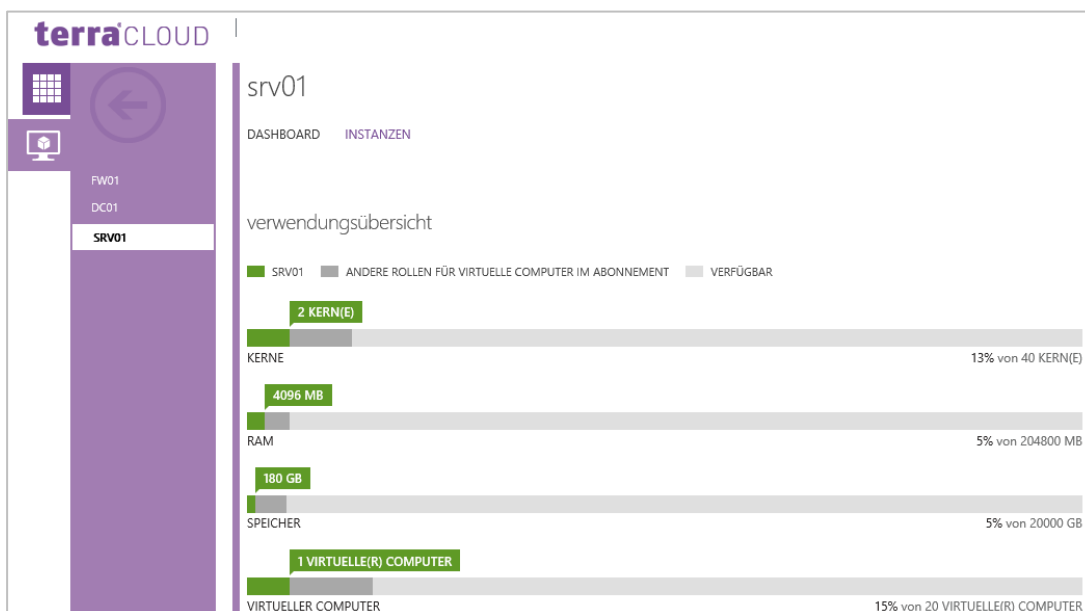 terra CLOUD
srv01
DASHBOARD INSTANZEN
FW01
DC01
SRV01
verwendungsübersicht
SRV01 ANDERE ROLLEN FÜR VIRTUELLE COMPUTER IM ABONNEMENT VERFÜGBAR
2 KERN(E)
KERNE 13% von 40 KERN(E)
4096 MB
RAM 5% von 204800 MB
180 GB
SPEICHER 5% von 20000 GB
1 VIRTUELLE(R) COMPUTER
VIRTUELLER COMPUTER 15% von 20 VIRTUELLE(R) COMPUTER